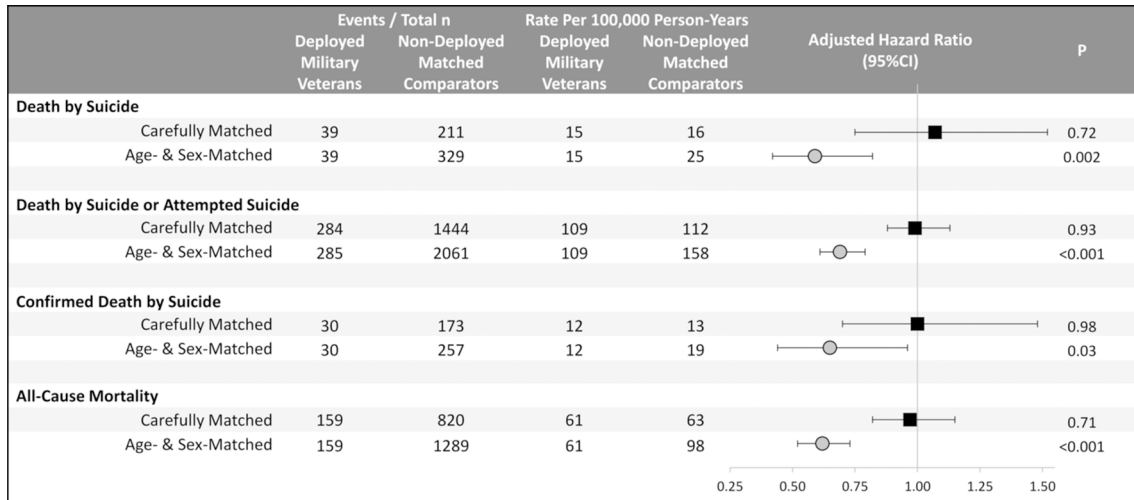 Events / Total n Rate Per 100,000 Person-Years
Deployed Military Veterans Non-Deployed Matched Comparators Deployed Military Veterans Non-Deployed Matched Comparators Adjusted Hazard Ratio (95%CI) P
Death by Suicide
Carefully Matched 39 211 15 16 0.72
Age- & Sex-Matched 39 329 15 25 0.002
Death by Suicide or Attempted Suicide
Carefully Matched 284 1444 109 112 0.93
Age- & Sex-Matched 285 2061 109 158 <0.001
Confirmed Death by Suicide
Carefully Matched 30 173 12 13 0.98
Age- & Sex-Matched 30 257 12 19 0.03
All-Cause Mortality
Carefully Matched 159 820 61 63 0.71
Age- & Sex-Matched 159 1289 61 98 <0.001
0.25 0.50 0.75 1.00 1.25 1.50